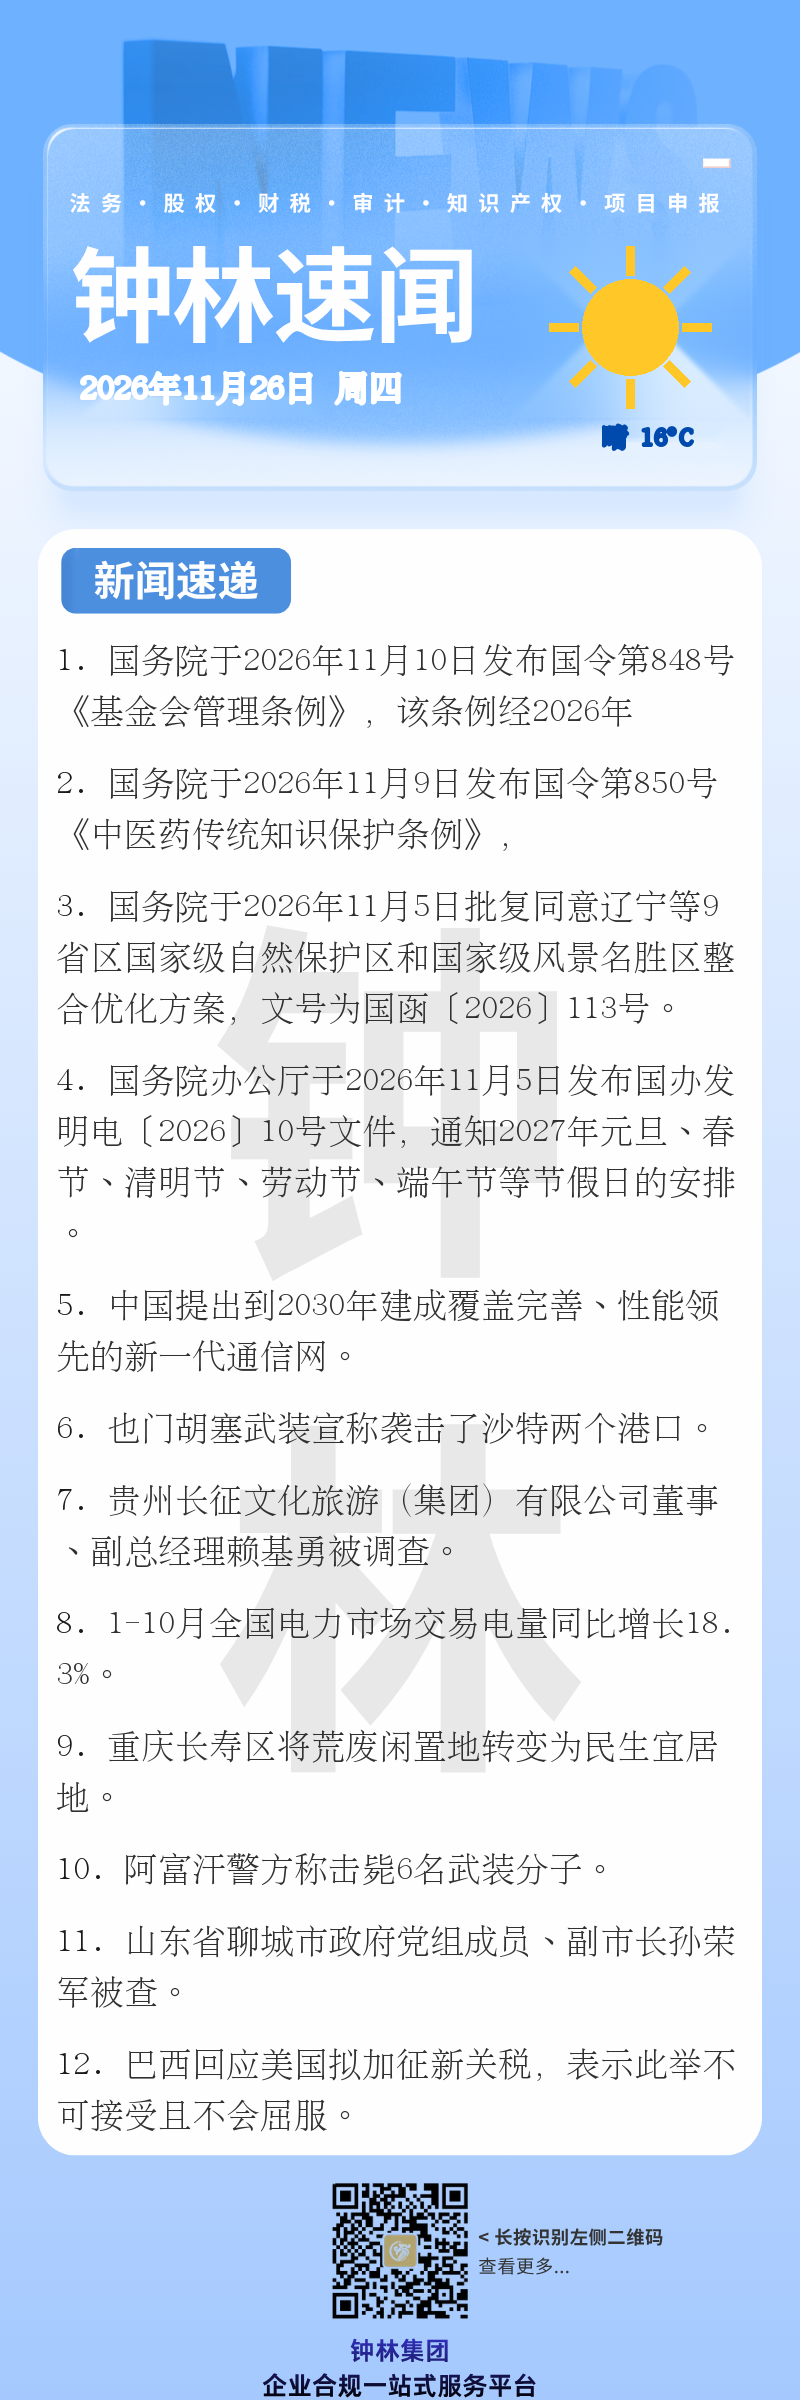 NEWS
法务·股权·财税·审计·知识产权·项目申报
钟林速闻
2026年11月26日 周四
晴 16°C
新闻速递
1. 国务院于2026年11月10日发布国令第848号
《基金会管理条例》, 该条例经2026年
2. 国务院于2026年11月9日发布国令第850号
《中医药传统知识保护条例》,
3. 国务院于2026年11月5日批复同意辽宁等9
省区国家级自然保护区和国家级风景名胜区整
合优化方案, 文号为国函〔2026〕113号。
4. 国务院办公厅于2026年11月5日发布国办发
明电〔2026〕10号文件, 通知2027年元旦、春
节、清明节、劳动节、端午节等节假日的安排
。
5. 中国提出到2030年建成覆盖完善、性能领
先的新一代通信网。
6. 也门胡塞武装宣称袭击了沙特两个港口。
7. 贵州长征文化旅游（集团）有限公司董事
、副总经理赖基勇被调查。
8. 1-10月全国电力市场交易电量同比增长18.
3%。
9. 重庆长寿区将荒废闲置地转变为民生宜居
地。
10. 阿富汗警方称击毙6名武装分子。
11. 山东省聊城市政府党组成员、副市长孙荣
军被查。
12. 巴西回应美国拟加征新关税, 表示此举不
可接受且不会屈服。
钟
林
< 长按识别左侧二维码
查看更多...
钟林集团
企业合规一站式服务平台